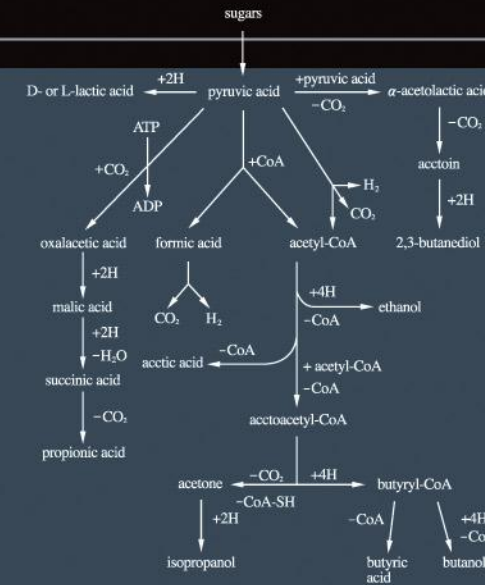 sugars
D- or L-lactic acid
+2H
pyruvic acid
+pyruvic acid
−CO₂
α-acetolactic acid
ATP
+CO₂
ADP
+CoA
H₂
CO₂
−CO₂
acctoin
+2H
oxalacetic acid
formic acid
acetyl-CoA
2,3-butanediol
+2H
malic acid
CO₂
H₂
+4H
−CoA
ethanol
+2H
−H₂O
acctic acid
−CoA
+ acetyl-CoA
−CoA
succinic acid
−CO₂
acctoacetyl-CoA
propionic acid
acetone
−CO₂
−CoA-SH
+4H
butyryl-CoA
+2H
−CoA
+4H
isopropanol
butyric
acid
butanol